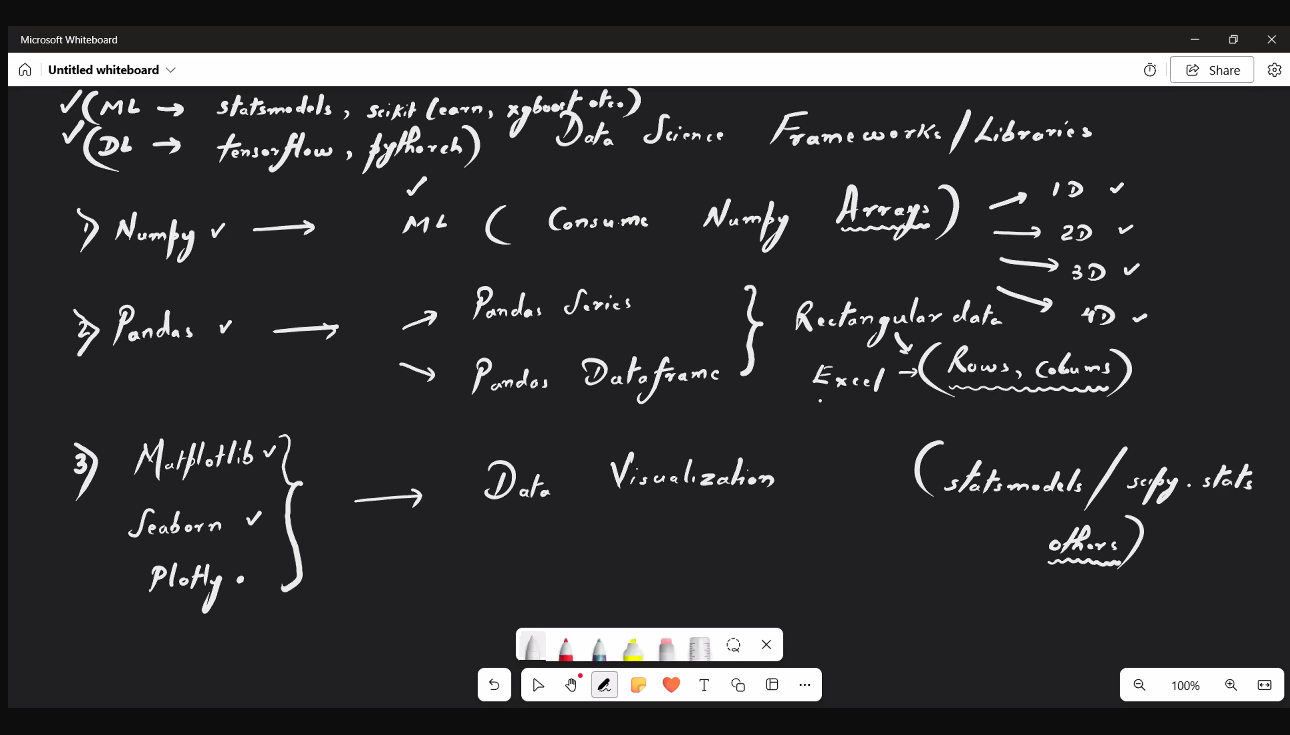 Microsoft Whiteboard
Untitled whiteboard
Share
✓(ML → statsmodels, scikit learn, xgboost etc.)
✓(DL → tensorflow, pythorch)
Data Science Frameworks/Libraries
1) Numpy ✓ → ML ✓ ( Consume Numpy Arrays) → 1D ✓
→ 2D ✓
→ 3D ✓
→ 4D ✓
2) Pandas ✓ → → Pandas Series } Rectangular data
→ Pandas Dataframe Excel → (Rows, columns)
3) Matplotlib ✓ } → Data Visualization (statsmodels/scipy.stats
Seaborn ✓ others)
Plotly.
100%